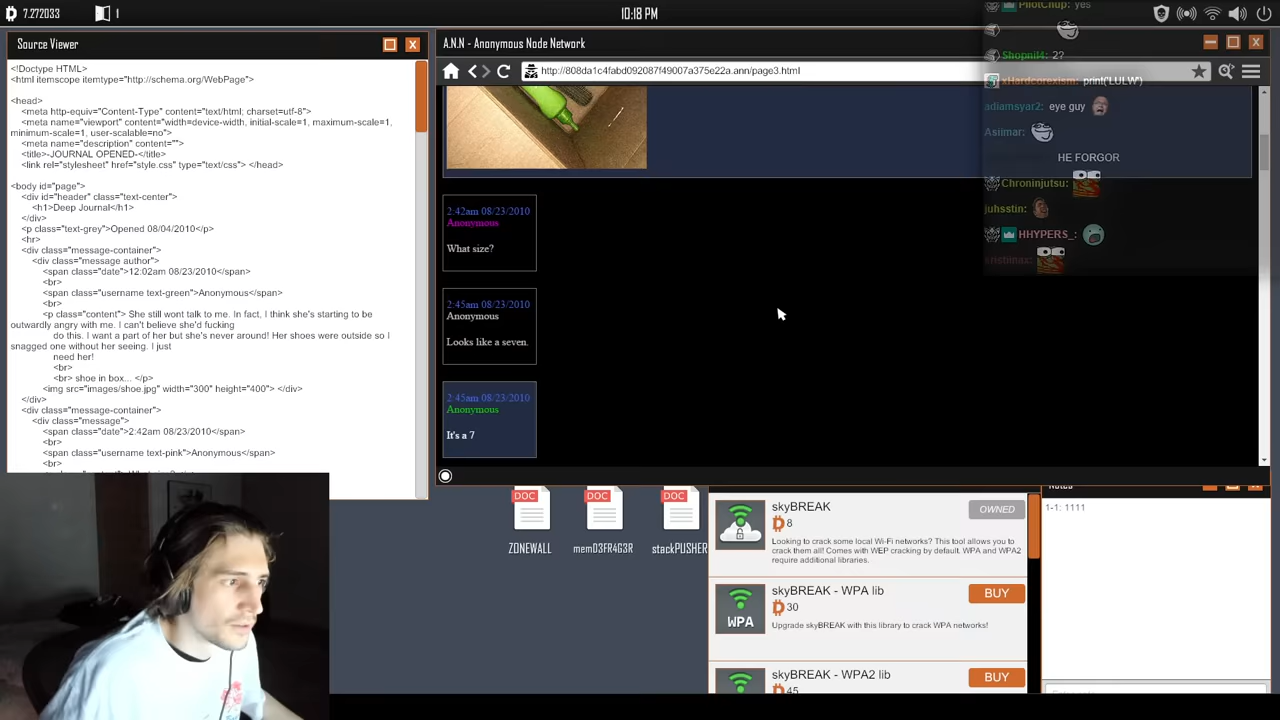 7.272033
1
10:18 PM
Source Viewer
<!Doctype HTML>
<html itemscope itemtype="http://schema.org/WebPage">
<head>
<meta http-equiv="Content-Type" content="text/html; charset=utf-8">
<meta name="viewport" content="width=device-width, initial-scale=1, maximum-scale=1,
minimum-scale=1, user-scalable=no">
<meta name="description" content="">
<title>-JOURNAL OPENED-</title>
<link rel="stylesheet" href="style.css" type="text/css"> </head>
<body id="page">
<div id="header" class="text-center">
<h1>Deep Journal</h1>
</div>
<p class="text-grey">Opened 08/04/2010</p>
<hr>
<div class="message-container">
<div class="message author">
<span class="date">12:02am 08/23/2010</span>
<br>
<span class="username text-green">Anonymous</span>
<br>
<p class="content"> She still wont talk to me. In fact, I think she's starting to be
outwardly angry with me. I can't believe she'd fucking
do this. I want a part of her but she's never around! Her shoes were outside so I
snagged one without her seeing. I just
need her!
<br>
<br> shoe in box... </p>
<img src="images/shoe.jpg" width="300" height="400"> </div>
</div>
<div class="message-container">
<div class="message">
<span class="date">2:42am 08/23/2010</span>
<br>
<span class="username text-pink">Anonymous</span>
<br>
A.N.N - Anonymous Node Network
http://808da1c4fabd092087f49007a375e22a.ann/page3.html
2:42am 08/23/2010
Anonymous
What size?
2:45am 08/23/2010
Anonymous
Looks like a seven.
2:45am 08/23/2010
Anonymous
It's a 7
PilotChup: yes
Shopnil4: 2?
xHardcorexism: print('LULW')
adiamsyar2: eye guy
Asiimar:
HE FORGOR
Chroninjutsu:
juhsstin:
HHYPERS_:
kristiinax:
DOC
ZONEWALL
DOC
memD3FR4G3R
DOC
stackPUSHER
skyBREAK
8
OWNED
Looking to crack some local Wi-Fi networks? This tool allows you to
crack them all! Comes with WEP cracking by default. WPA and WPA2
require additional libraries.
WPA
skyBREAK - WPA lib
30
BUY
Upgrade skyBREAK with this library to crack WPA networks!
skyBREAK - WPA2 lib
45
BUY
Notes
1-1: 1111